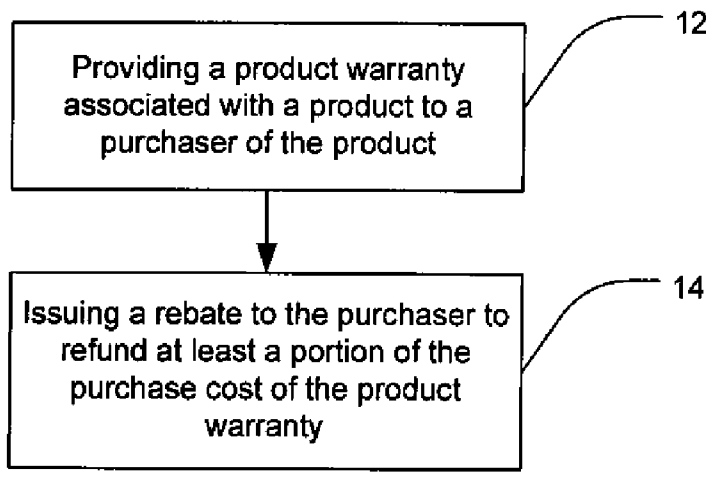 12
Providing a product warranty
associated with a product to a
purchaser of the product
14
Issuing a rebate to the purchaser to
refund at least a portion of the
purchase cost of the product
warranty